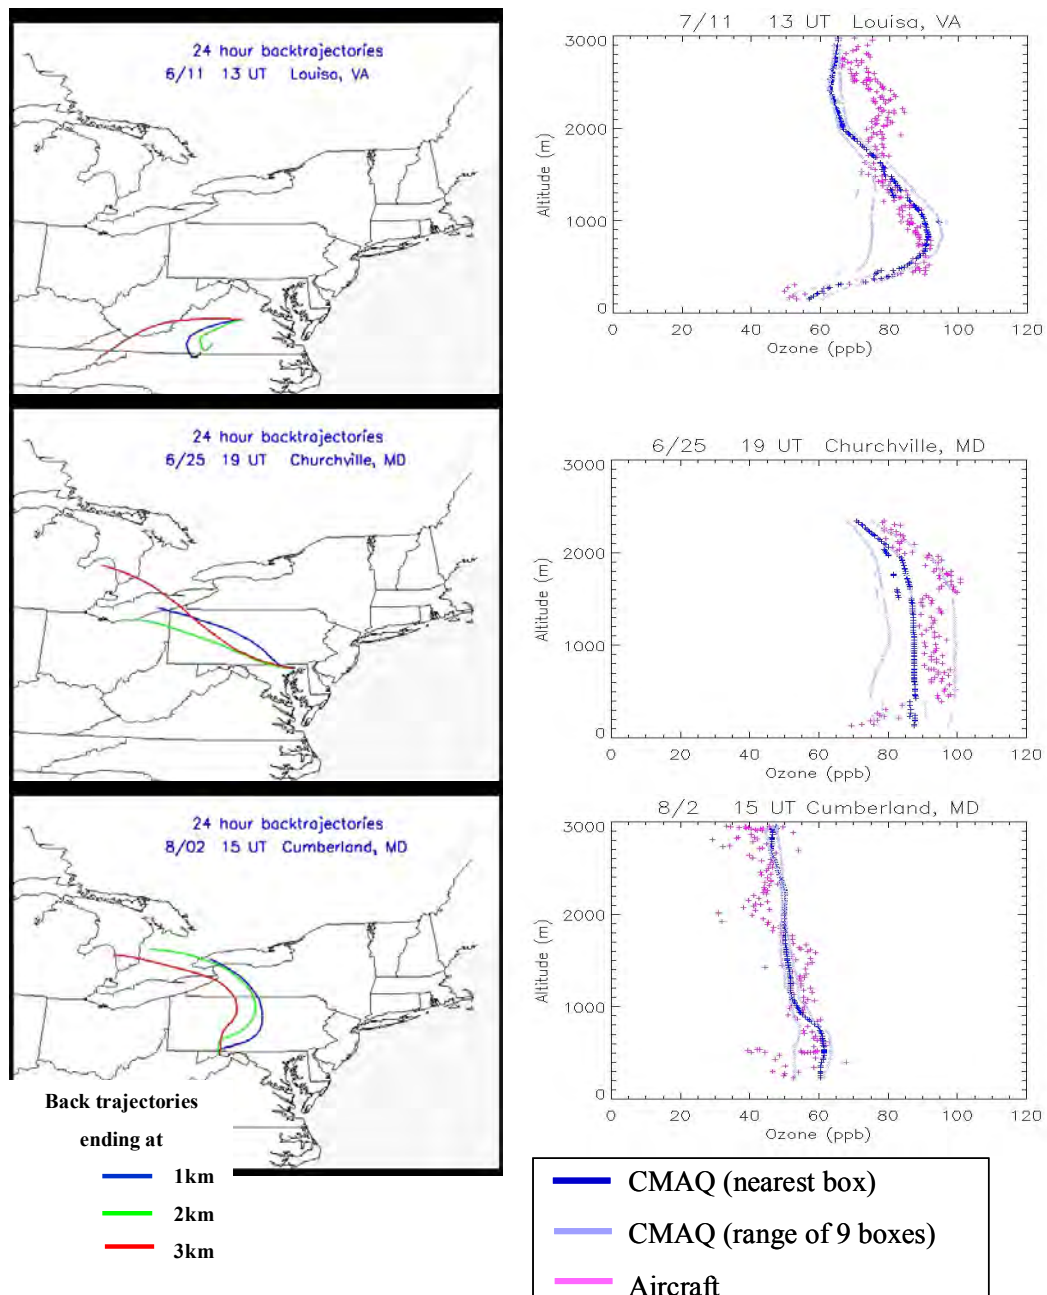 24 hour backtrajectories
6/11 13 UT Louisa, VA
7/11 13 UT Louisa, VA
3000
2000
1000
0
Altitude (m)
0 20 40 60 80 100 120
Ozone (ppb)
24 hour backtrajectories
6/25 19 UT Churchville, MD
6/25 19 UT Churchville, MD
3000
2000
1000
0
Altitude (m)
0 20 40 60 80 100 120
Ozone (ppb)
24 hour backtrajectories
8/02 15 UT Cumberland, MD
8/2 15 UT Cumberland, MD
3000
2000
1000
0
Altitude (m)
0 20 40 60 80 100 120
Ozone (ppb)
Back trajectories
ending at
1km
2km
3km
CMAQ (nearest box)
CMAQ (range of 9 boxes)
Aircraft